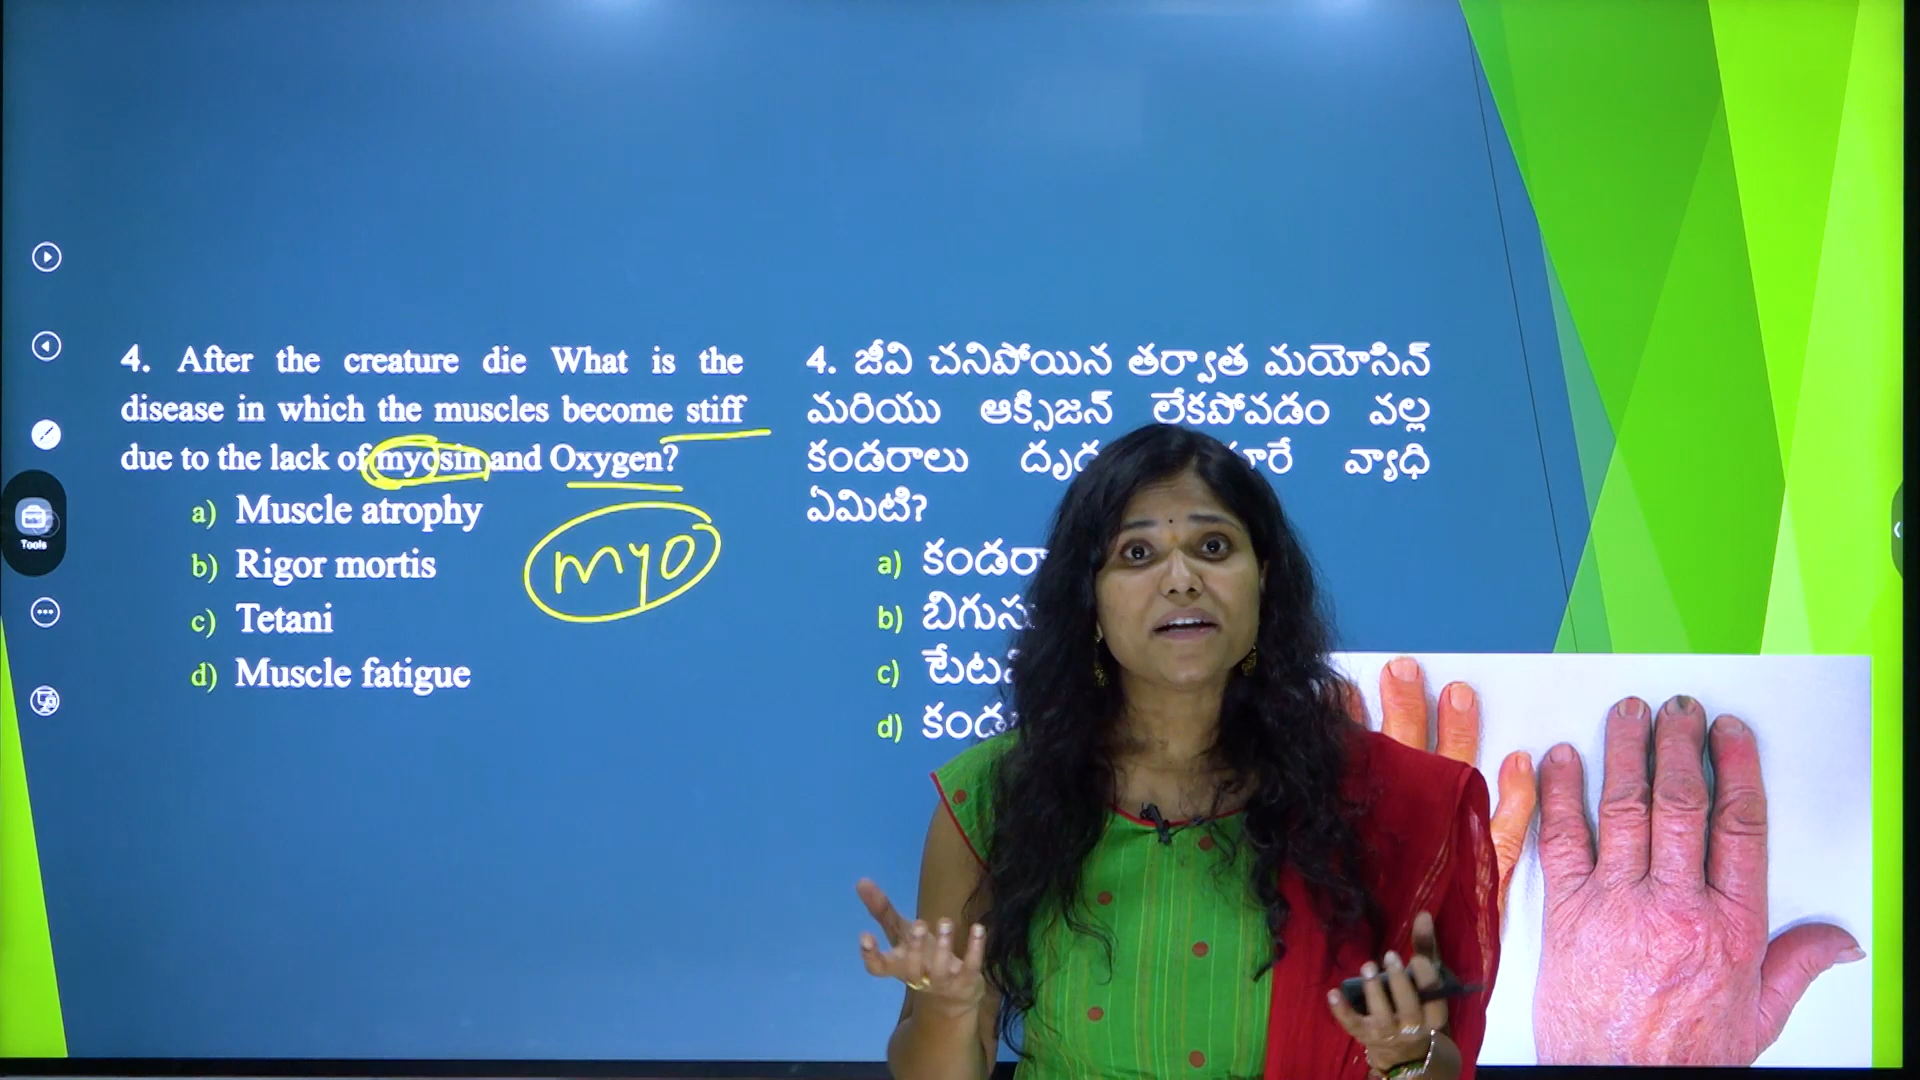 4. After the creature die What is the
disease in which the muscles become stiff
due to the lack of myosin and Oxygen?
a) Muscle atrophy
b) Rigor mortis
c) Tetani
d) Muscle fatigue
myo
4. జీవి చనిపోయిన తర్వాత మయోసిన్
మరియు ఆక్సిజన్ లేకపోవడం వల్ల
కండరాలు వ్యాధి
ఏమిటి?
a)
b)
c)
d)
Tools